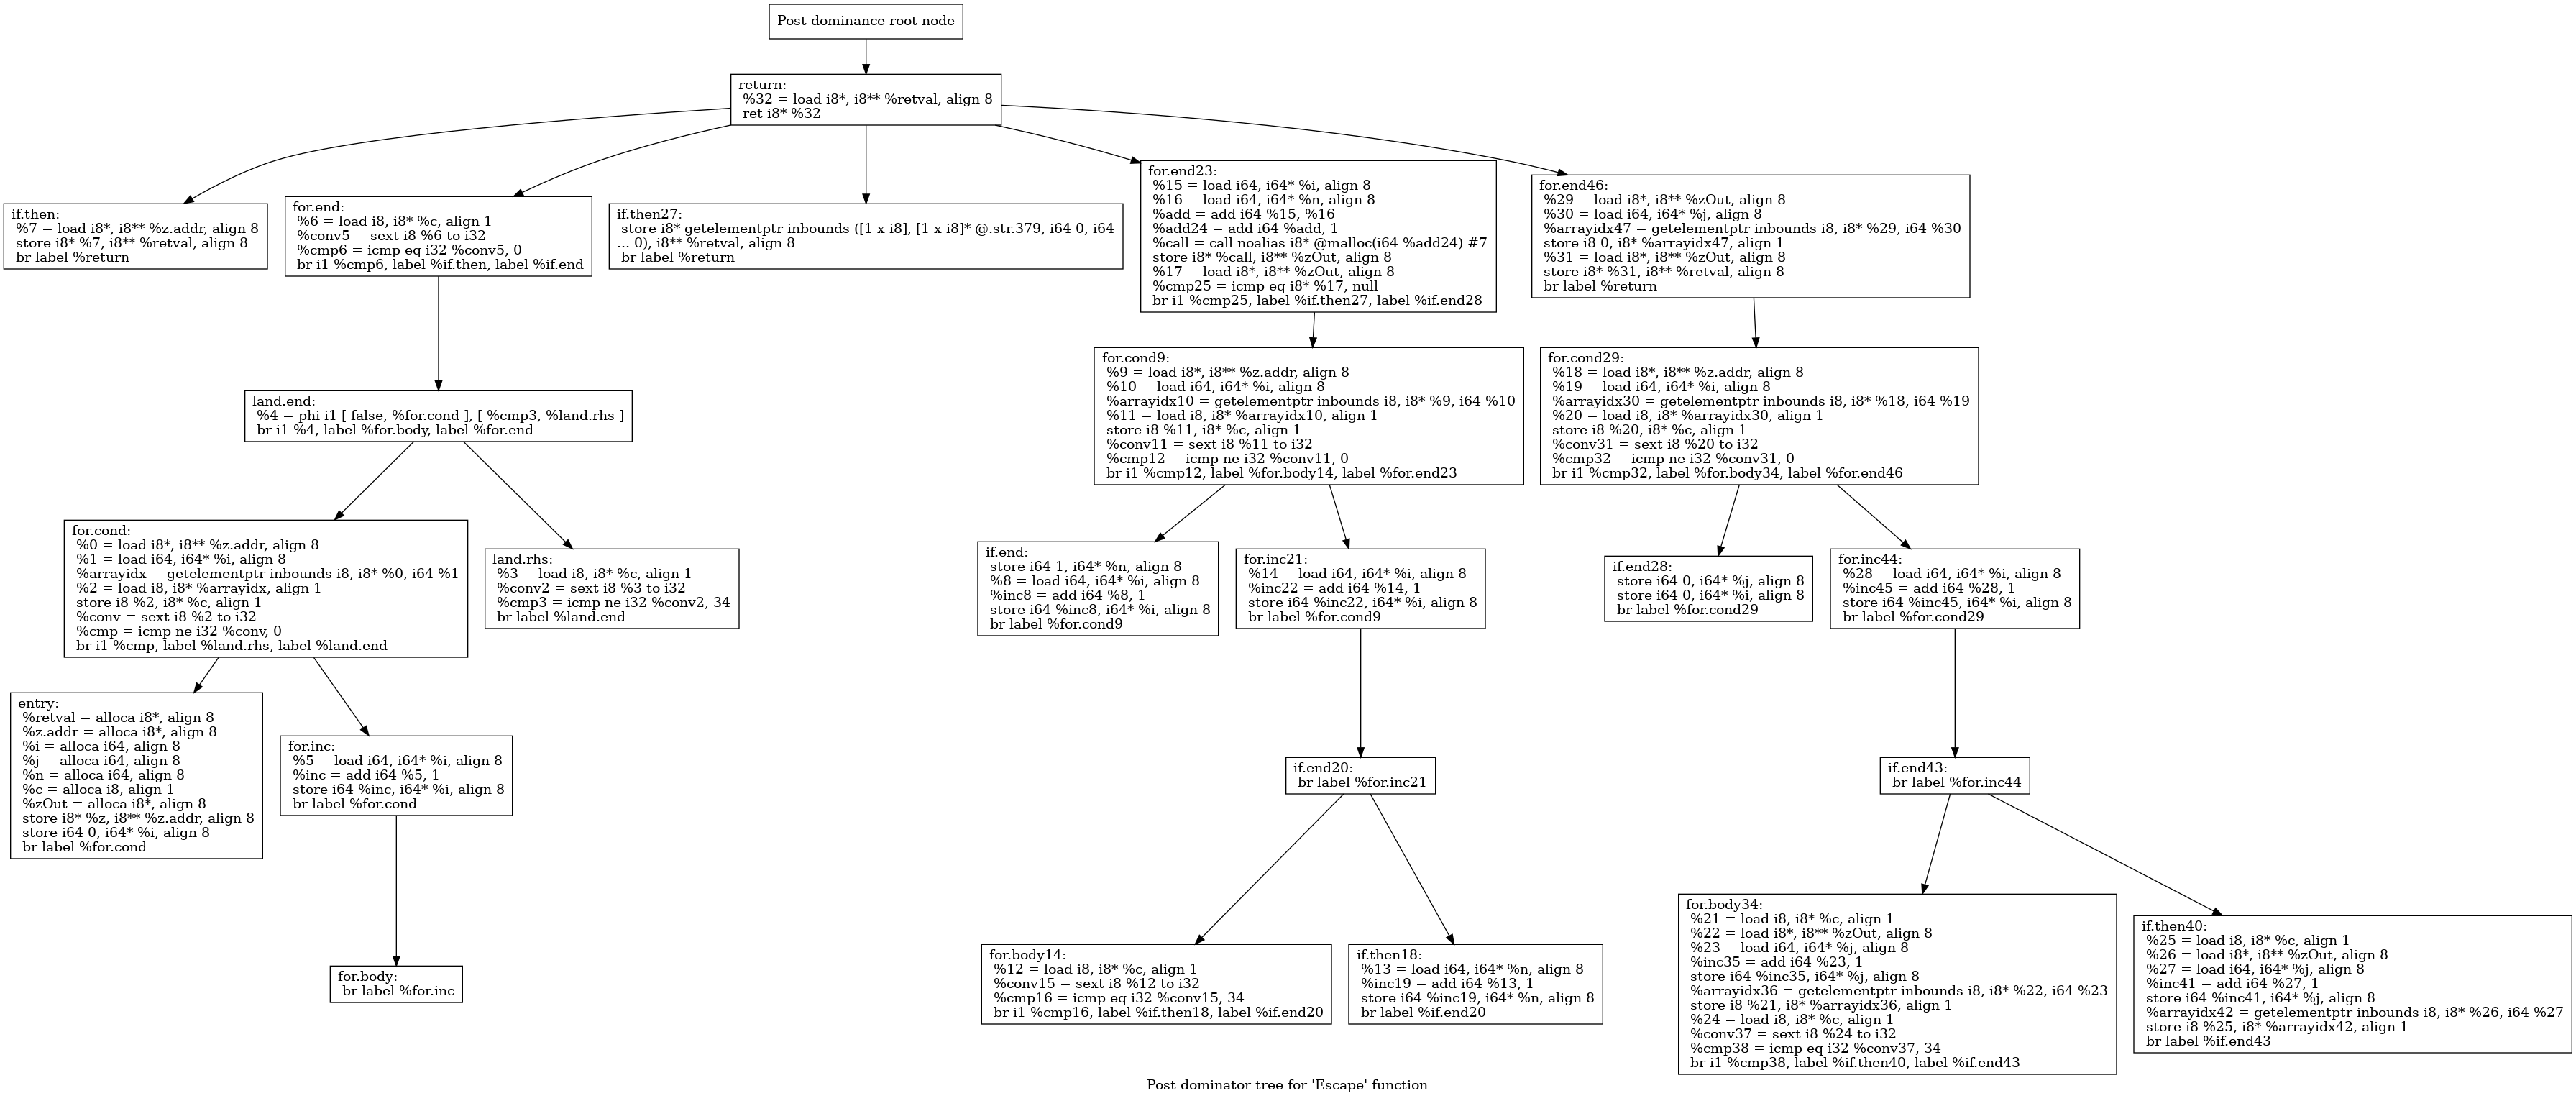 Post dominance root node
return:
%32 = load i8*, i8** %retval, align 8
ret i8* %32
if.then:
%7 = load i8*, i8** %z.addr, align 8
store i8* %7, i8** %retval, align 8
br label %return
for.end:
%6 = load i8, i8* %c, align 1
%conv5 = sext i8 %6 to i32
%cmp6 = icmp eq i32 %conv5, 0
br i1 %cmp6, label %if.then, label %if.end
if.then27:
store i8* getelementptr inbounds ([1 x i8], [1 x i8]* @.str.379, i64 0, i64
... 0), i8** %retval, align 8
br label %return
for.end23:
%15 = load i64, i64* %i, align 8
%16 = load i64, i64* %n, align 8
%add = add i64 %15, %16
%add24 = add i64 %add, 1
%call = call noalias i8* @malloc(i64 %add24) #7
store i8* %call, i8** %zOut, align 8
%17 = load i8*, i8** %zOut, align 8
%cmp25 = icmp eq i8* %17, null
br i1 %cmp25, label %if.then27, label %if.end28
for.end46:
%29 = load i8*, i8** %zOut, align 8
%30 = load i64, i64* %j, align 8
%arrayidx47 = getelementptr inbounds i8, i8* %29, i64 %30
store i8 0, i8* %arrayidx47, align 1
%31 = load i8*, i8** %zOut, align 8
store i8* %31, i8** %retval, align 8
br label %return
land.end:
%4 = phi i1 [ false, %for.cond ], [ %cmp3, %land.rhs ]
br i1 %4, label %for.body, label %for.end
for.cond9:
%9 = load i8*, i8** %z.addr, align 8
%10 = load i64, i64* %i, align 8
%arrayidx10 = getelementptr inbounds i8, i8* %9, i64 %10
%11 = load i8, i8* %arrayidx10, align 1
store i8 %11, i8* %c, align 1
%conv11 = sext i8 %11 to i32
%cmp12 = icmp ne i32 %conv11, 0
br i1 %cmp12, label %for.body14, label %for.end23
for.cond29:
%18 = load i8*, i8** %z.addr, align 8
%19 = load i64, i64* %i, align 8
%arrayidx30 = getelementptr inbounds i8, i8* %18, i64 %19
%20 = load i8, i8* %arrayidx30, align 1
store i8 %20, i8* %c, align 1
%conv31 = sext i8 %20 to i32
%cmp32 = icmp ne i32 %conv31, 0
br i1 %cmp32, label %for.body34, label %for.end46
for.cond:
%0 = load i8*, i8** %z.addr, align 8
%1 = load i64, i64* %i, align 8
%arrayidx = getelementptr inbounds i8, i8* %0, i64 %1
%2 = load i8, i8* %arrayidx, align 1
store i8 %2, i8* %c, align 1
%conv = sext i8 %2 to i32
%cmp = icmp ne i32 %conv, 0
br i1 %cmp, label %land.rhs, label %land.end
land.rhs:
%3 = load i8, i8* %c, align 1
%conv2 = sext i8 %3 to i32
%cmp3 = icmp ne i32 %conv2, 34
br label %land.end
if.end:
store i64 1, i64* %n, align 8
%8 = load i64, i64* %i, align 8
%inc8 = add i64 %8, 1
store i64 %inc8, i64* %i, align 8
br label %for.cond9
for.inc21:
%14 = load i64, i64* %i, align 8
%inc22 = add i64 %14, 1
store i64 %inc22, i64* %i, align 8
br label %for.cond9
if.end28:
store i64 0, i64* %j, align 8
store i64 0, i64* %i, align 8
br label %for.cond29
for.inc44:
%28 = load i64, i64* %i, align 8
%inc45 = add i64 %28, 1
store i64 %inc45, i64* %i, align 8
br label %for.cond29
entry:
%retval = alloca i8*, align 8
%z.addr = alloca i8*, align 8
%i = alloca i64, align 8
%j = alloca i64, align 8
%n = alloca i64, align 8
%c = alloca i8, align 1
%zOut = alloca i8*, align 8
store i8* %z, i8** %z.addr, align 8
store i64 0, i64* %i, align 8
br label %for.cond
for.inc:
%5 = load i64, i64* %i, align 8
%inc = add i64 %5, 1
store i64 %inc, i64* %i, align 8
br label %for.cond
if.end20:
br label %for.inc21
if.end43:
br label %for.inc44
for.body:
br label %for.inc
for.body14:
%12 = load i8, i8* %c, align 1
%conv15 = sext i8 %12 to i32
%cmp16 = icmp eq i32 %conv15, 34
br i1 %cmp16, label %if.then18, label %if.end20
if.then18:
%13 = load i64, i64* %n, align 8
%inc19 = add i64 %13, 1
store i64 %inc19, i64* %n, align 8
br label %if.end20
for.body34:
%21 = load i8, i8* %c, align 1
%22 = load i8*, i8** %zOut, align 8
%23 = load i64, i64* %j, align 8
%inc35 = add i64 %23, 1
store i64 %inc35, i64* %j, align 8
%arrayidx36 = getelementptr inbounds i8, i8* %22, i64 %23
store i8 %21, i8* %arrayidx36, align 1
%24 = load i8, i8* %c, align 1
%conv37 = sext i8 %24 to i32
%cmp38 = icmp eq i32 %conv37, 34
br i1 %cmp38, label %if.then40, label %if.end43
if.then40:
%25 = load i8, i8* %c, align 1
%26 = load i8*, i8** %zOut, align 8
%27 = load i64, i64* %j, align 8
%inc41 = add i64 %27, 1
store i64 %inc41, i64* %j, align 8
%arrayidx42 = getelementptr inbounds i8, i8* %26, i64 %27
store i8 %25, i8* %arrayidx42, align 1
br label %if.end43
Post dominator tree for 'Escape' function